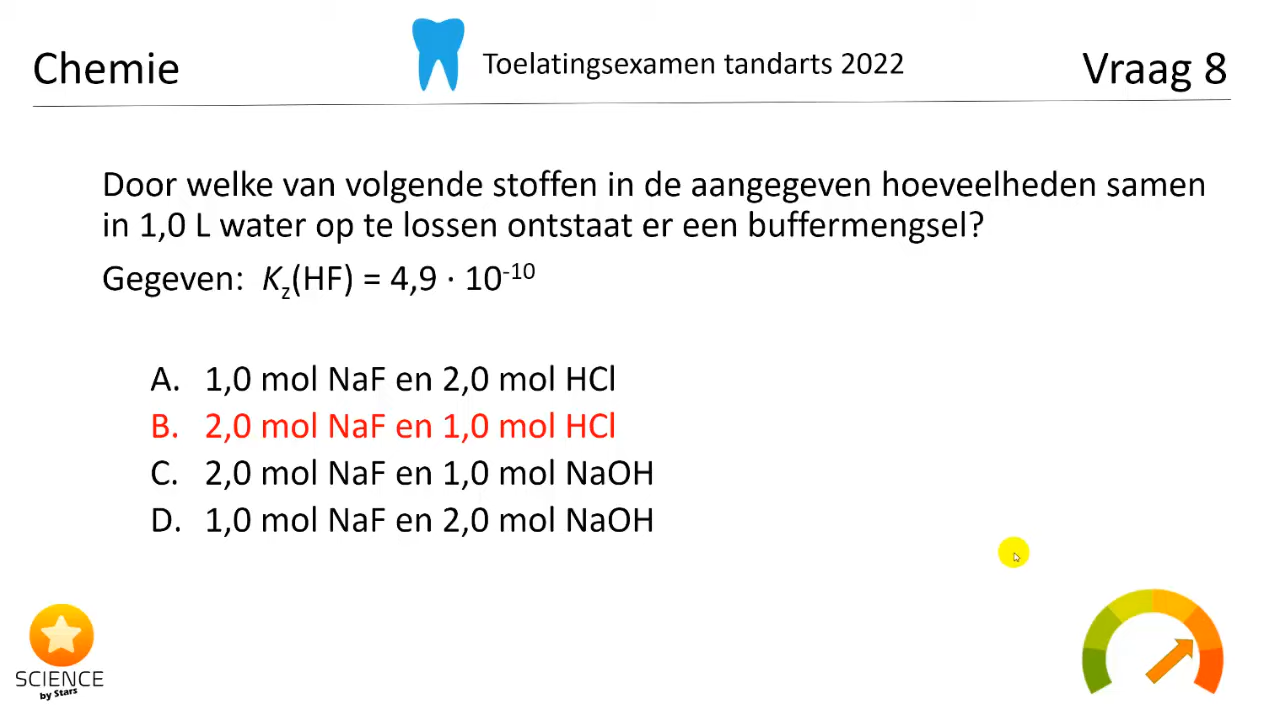 Chemie
Toelatingsexamen tandarts 2022
Vraag 8
Door welke van volgende stoffen in de aangegeven hoeveelheden samen
in 1,0 L water op te lossen ontstaat er een buffermengsel?
Gegeven: Kz(HF) = 4,9 · 10-10
A. 1,0 mol NaF en 2,0 mol HCl
B. 2,0 mol NaF en 1,0 mol HCl
C. 2,0 mol NaF en 1,0 mol NaOH
D. 1,0 mol NaF en 2,0 mol NaOH
SCIENCE
by Stars